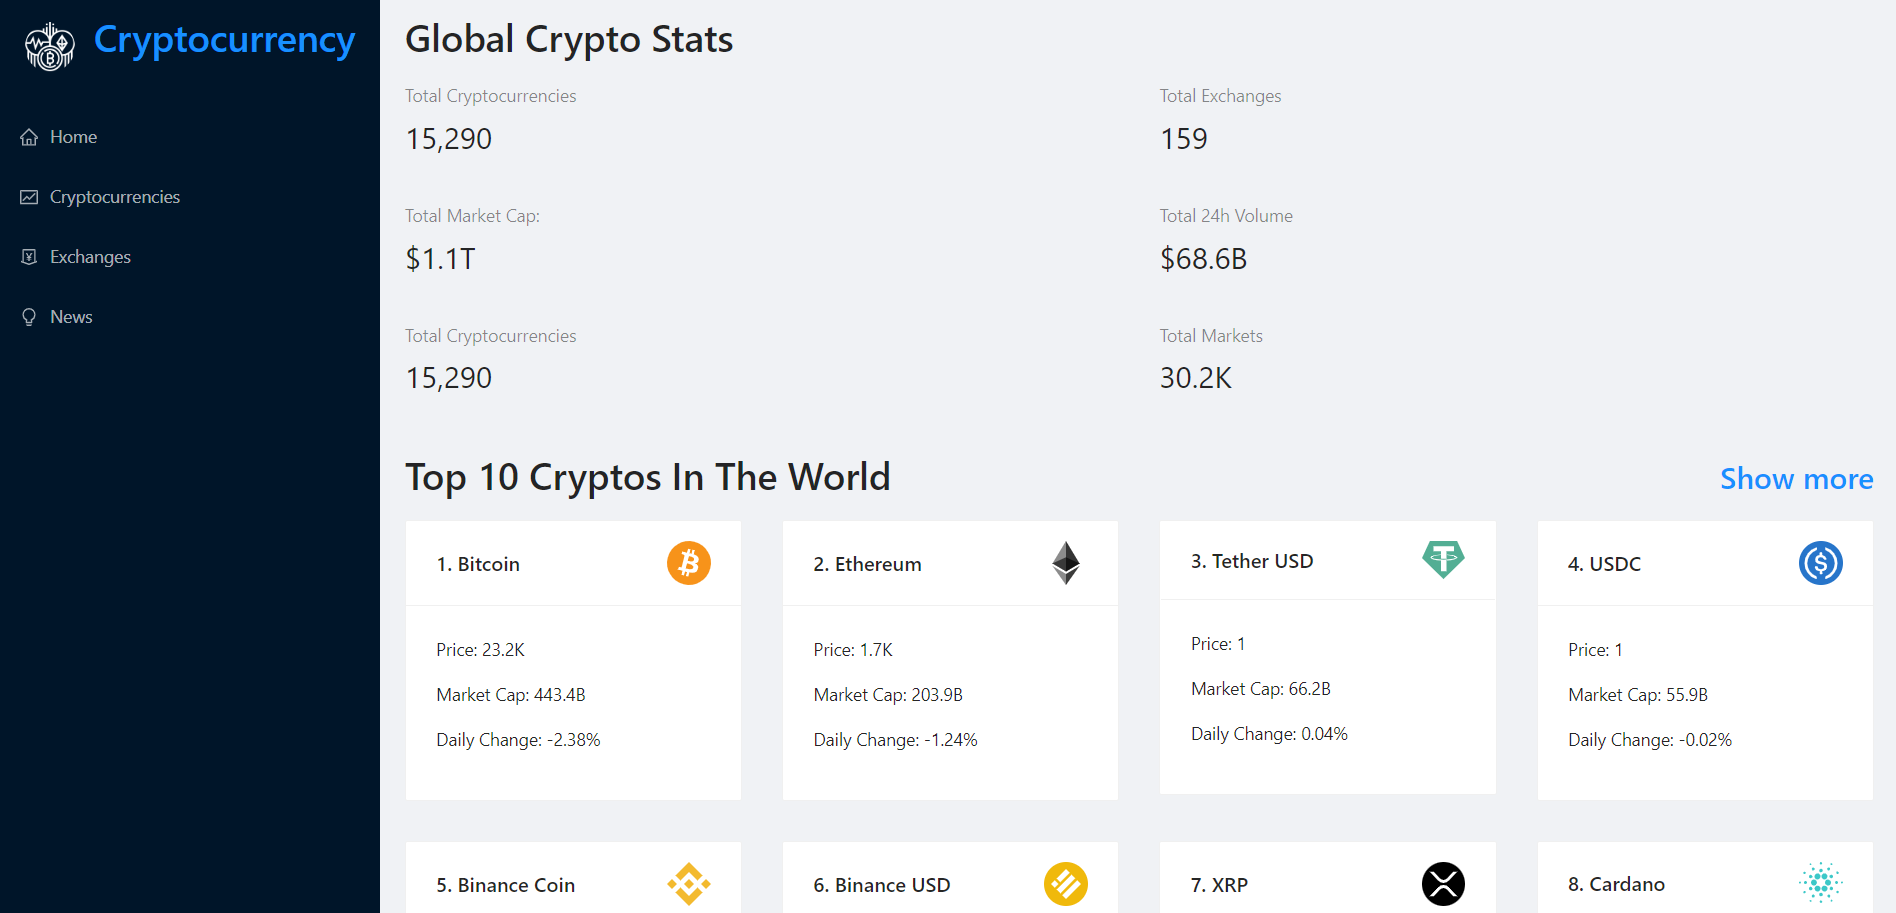 Cryptocurrency
Home
Cryptocurrencies
Exchanges
News
Global Crypto Stats
Total Cryptocurrencies
15,290
Total Exchanges
159
Total Market Cap:
$1.1T
Total 24h Volume
$68.6B
Total Cryptocurrencies
15,290
Total Markets
30.2K
Top 10 Cryptos In The World
Show more
1. Bitcoin
Price: 23.2K
Market Cap: 443.4B
Daily Change: -2.38%
2. Ethereum
Price: 1.7K
Market Cap: 203.9B
Daily Change: -1.24%
3. Tether USD
Price: 1
Market Cap: 66.2B
Daily Change: 0.04%
4. USDC
Price: 1
Market Cap: 55.9B
Daily Change: -0.02%
5. Binance Coin
6. Binance USD
7. XRP
8. Cardano